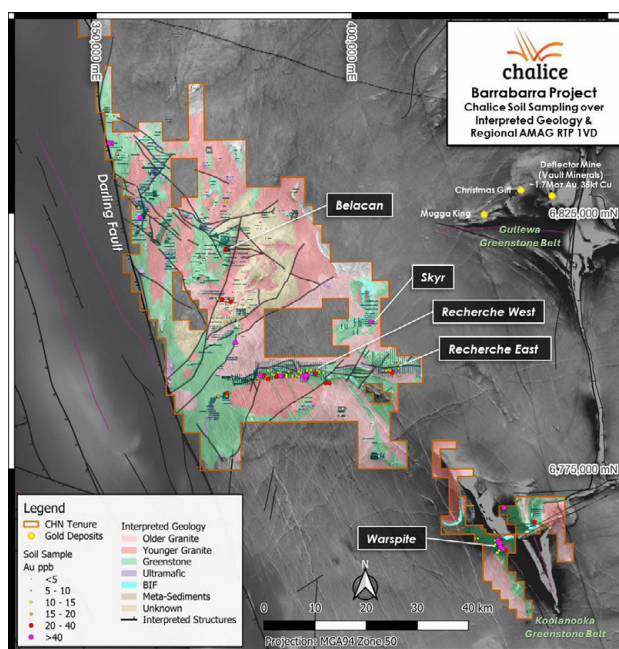 350,000 mE
400,000 mE
chalice
Barrabarra Project
Chalice Soil Sampling over
Interpreted Geology &
Regional AMAG RTP 1VD
Deflector Mine
(Vault Minerals)
~1.7Moz Au, 35kt Cu
Christmas Gift
Mugga King
6,825,000 mN
Gullewa
Greenstone Belt
Darling Fault
Belacan
Skyr
Recherche West
Recherche East
6,775,000 mN
Warspite
Koolanooka
Greenstone Belt
Legend
CHN Tenure
Gold Deposits
Soil Sample
Au ppb
<5
5 - 10
10 - 15
15 - 20
20 - 40
>40
Interpreted Geology
Older Granite
Younger Granite
Greenstone
Ultramafic
BIF
Meta-Sediments
Unknown
Interpreted Structures
N
0 10 20 30 40 km
Projection: MGA94 Zone 50